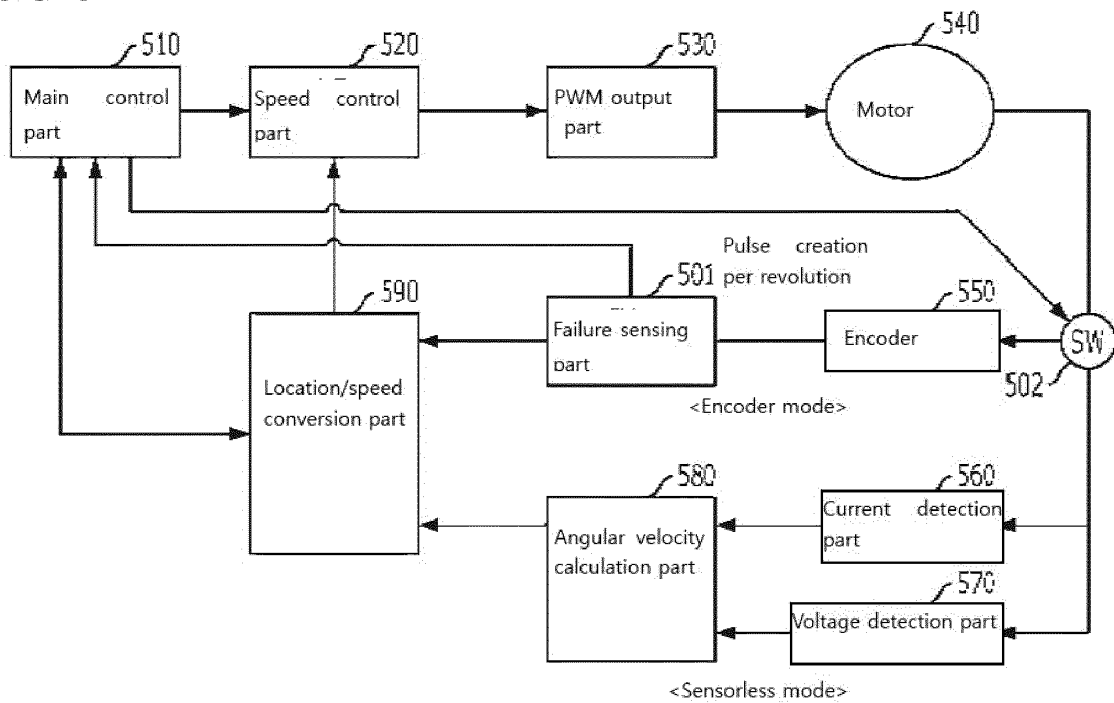 510
520
530
540
Main control
part
Speed control
part
PWM output
part
Motor
Pulse creation
per revolution
590
501
550
Failure sensing
part
Encoder
SW
502
Location/speed
conversion part
<Encoder mode>
580
560
Current detection
part
Angular velocity
calculation part
570
Voltage detection part
<Sensorless mode>